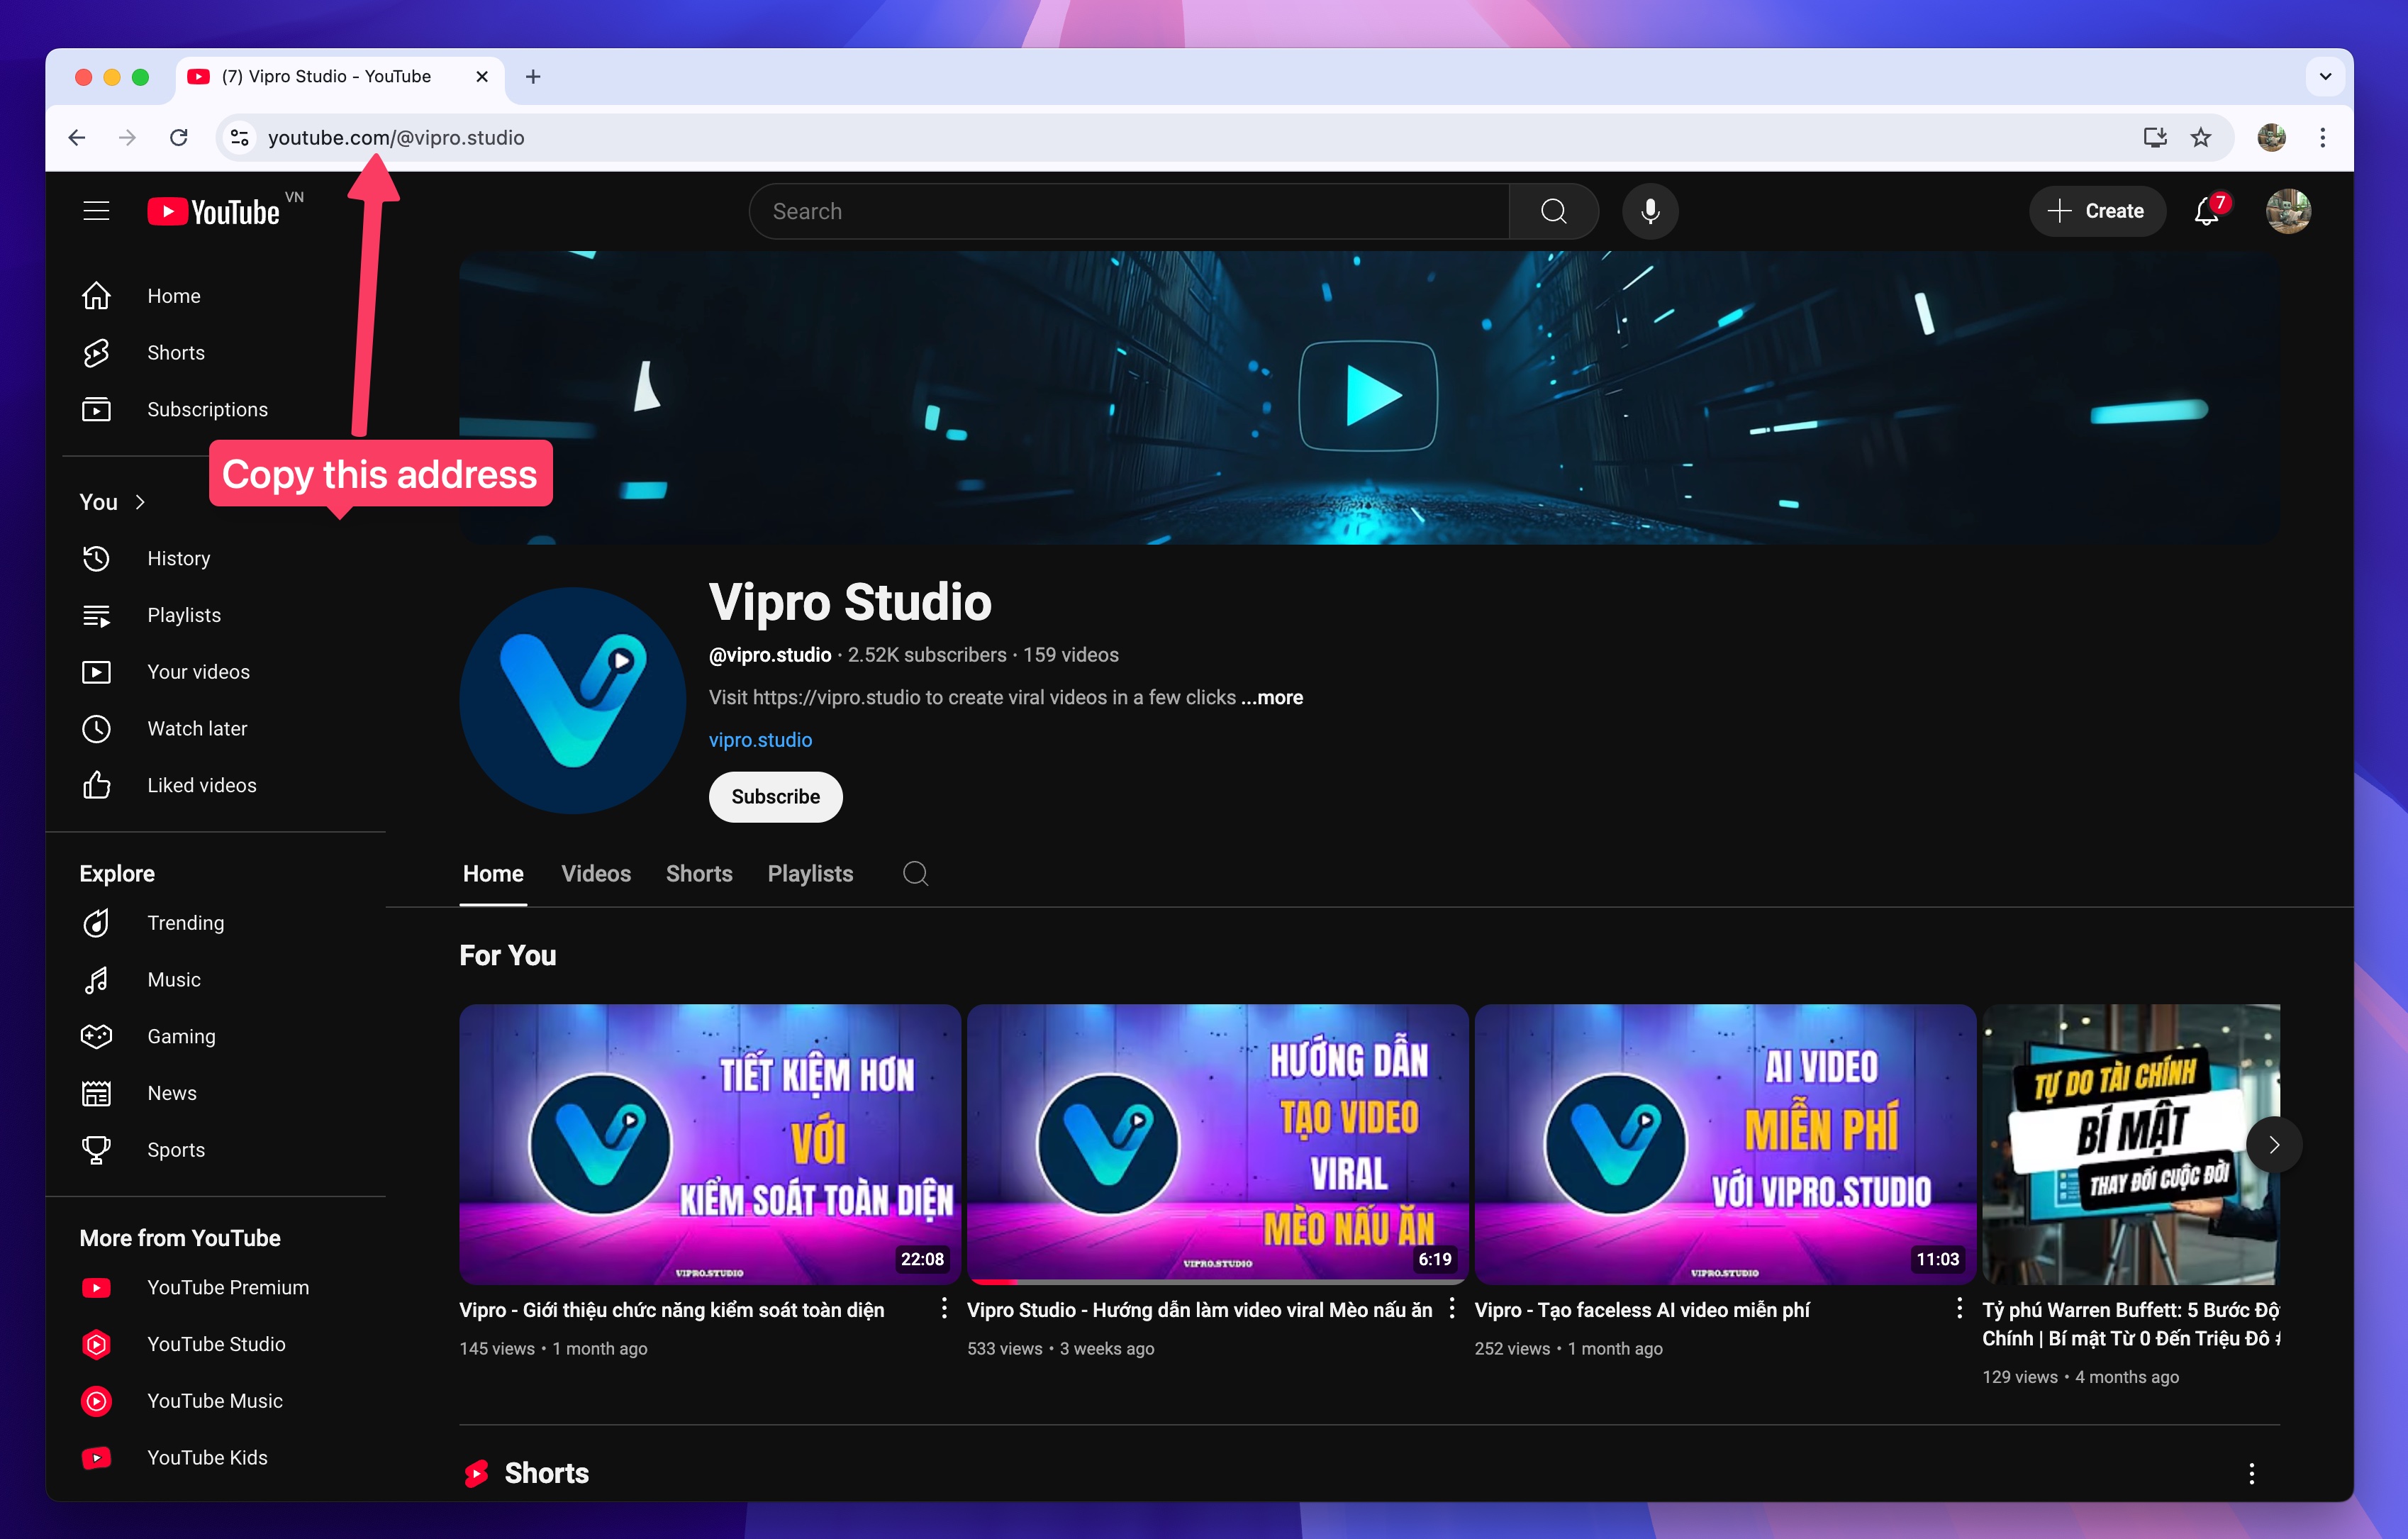 (7) Vipro Studio - YouTube
youtube.com/@vipro.studio
YouTube VN
Search
Create
7
Home
Shorts
Subscriptions
Copy this address
You
History
Playlists
Your videos
Watch later
Liked videos
Explore
Trending
Music
Gaming
News
Sports
More from YouTube
YouTube Premium
YouTube Studio
YouTube Music
YouTube Kids
Vipro Studio
@vipro.studio · 2.52K subscribers · 159 videos
Visit https://vipro.studio to create viral videos in a few clicks ...more
vipro.studio
Subscribe
Home Videos Shorts Playlists
For You
TIẾT KIỆM HƠN
VỚI
KIỂM SOÁT TOÀN DIỆN
VIPRO.STUDIO
22:08
Vipro - Giới thiệu chức năng kiểm soát toàn diện
145 views • 1 month ago
HƯỚNG DẪN
TẠO VIDEO
VIRAL
MÈO NẤU ĂN
VIPRO.STUDIO
6:19
Vipro Studio - Hướng dẫn làm video viral Mèo nấu ăn
533 views • 3 weeks ago
AI VIDEO
MIỄN PHÍ
VỚI VIPRO.STUDIO
VIPRO.STUDIO
11:03
Vipro - Tạo faceless AI video miễn phí
252 views • 1 month ago
TỰ DO TÀI CHÍNH
BÍ MẬT
THAY ĐỔI CUỘC ĐỜI
Tỷ phú Warren Buffett: 5 Bước
Chính | Bí mật Từ 0 Đến Triệu Đô
129 views • 4 months ago
Shorts